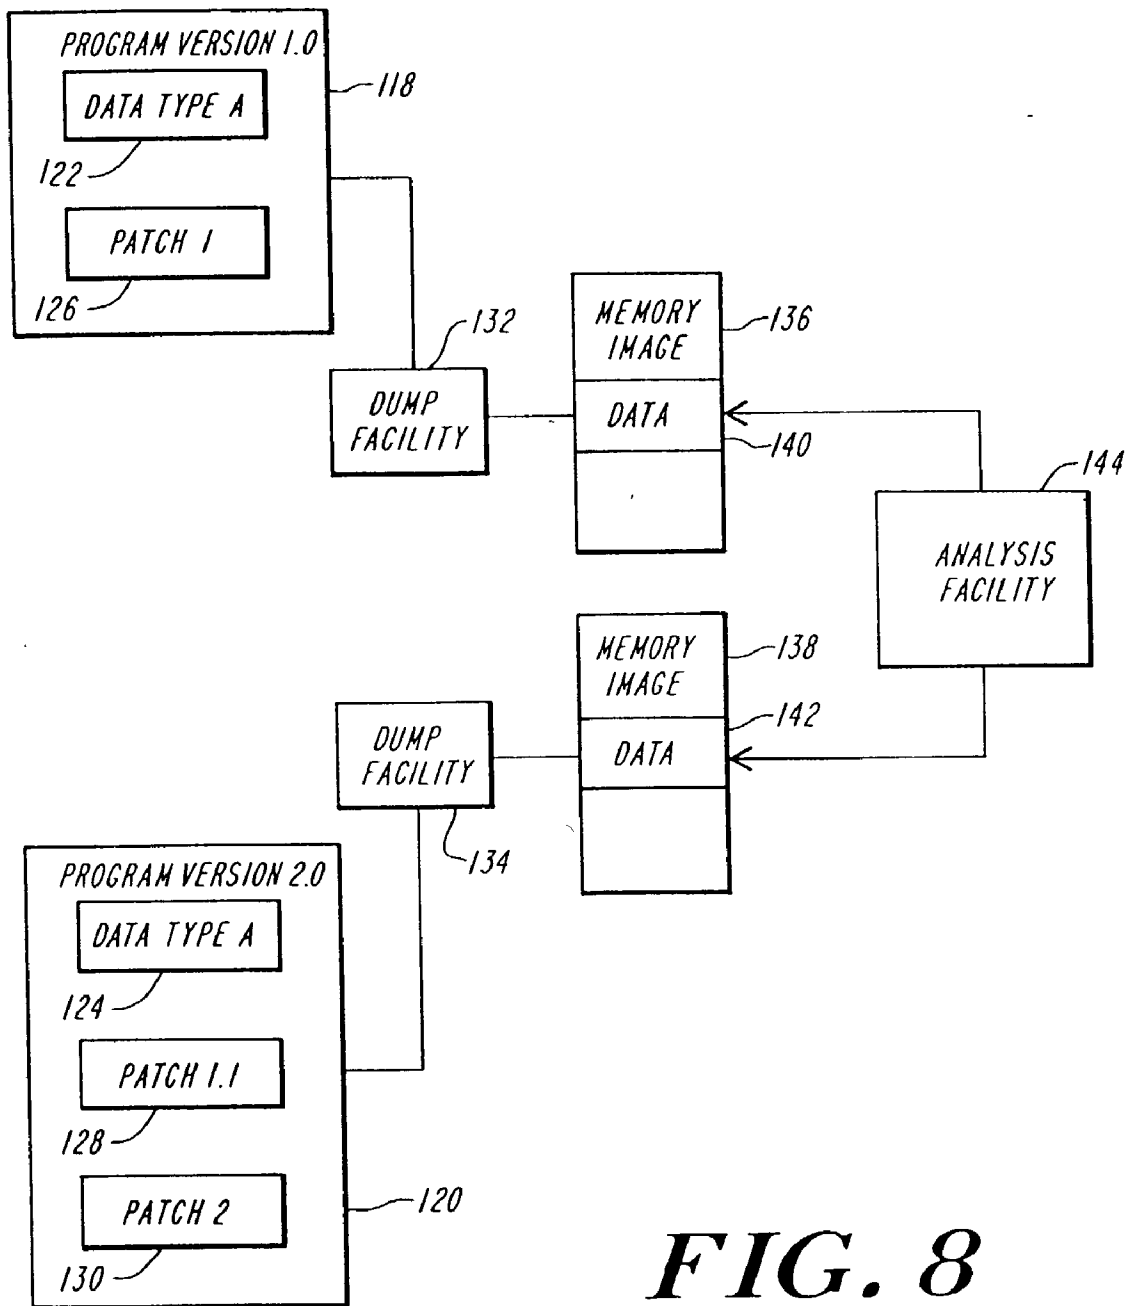 PROGRAM VERSION 1.0
DATA TYPE A
118
122
PATCH 1
126
132
DUMP
FACILITY
MEMORY
IMAGE
136
DATA
140
144
ANALYSIS
FACILITY
MEMORY
IMAGE
138
142
DATA
DUMP
FACILITY
134
PROGRAM VERSION 2.0
DATA TYPE A
124
PATCH 1.1
128
PATCH 2
120
130
FIG. 8